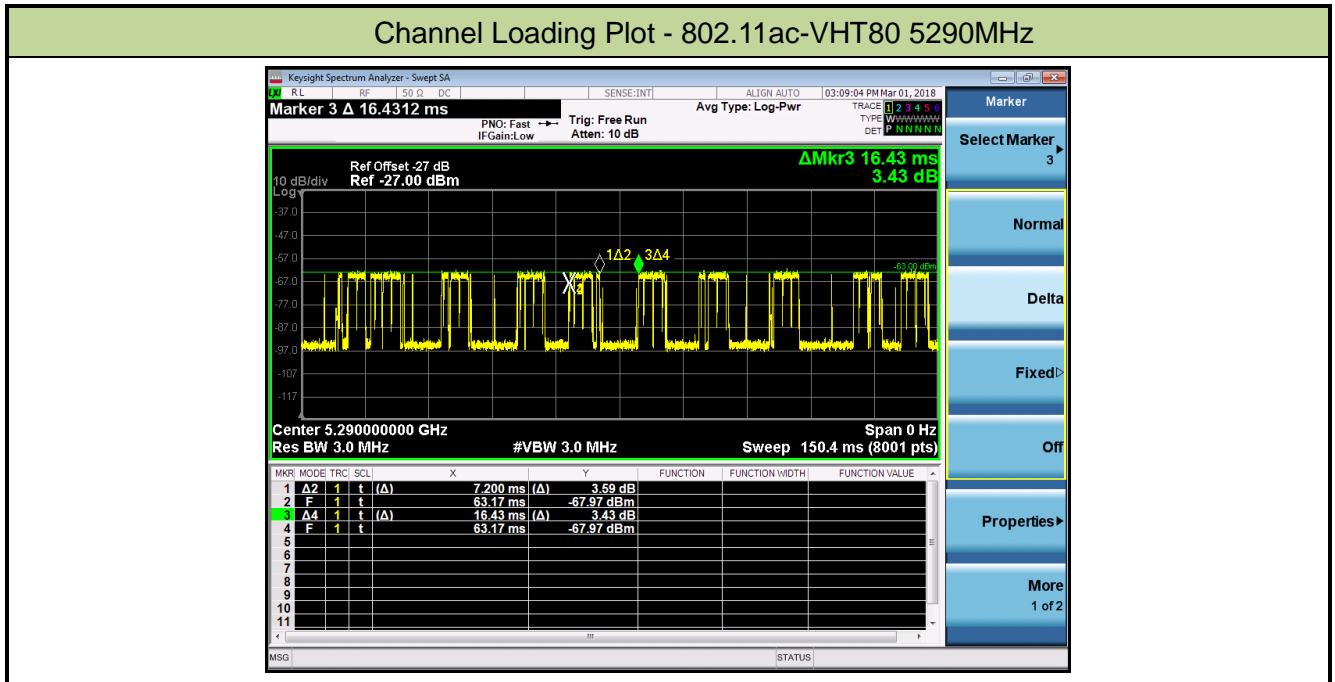 Channel Loading Plot - 802.11ac-VHT80 5290MHz
Keysight Spectrum Analyzer - Swept SA
LXI RL RF 50 Ω DC SENSE:INT ALIGN AUTO 03:09:04 PM Mar 01, 2018
Marker 3 Δ 16.4312 ms
PNO: Fast
IFGain:Low
Trig: Free Run
Atten: 10 dB
Avg Type: Log-Pwr
TRACE 1 2 3 4 5 6
TYPE WWWWWW
DET P N N N N N
Ref Offset -27 dB
10 dB/div Ref -27.00 dBm
ΔMkr3 16.43 ms
3.43 dB
Log
-37.0
-47.0
-57.0
-67.0
-77.0
-87.0
-97.0
-107
-117
1Δ2
3Δ4
-63.00 dBm
Center 5.290000000 GHz Span 0 Hz
Res BW 3.0 MHz #VBW 3.0 MHz Sweep 150.4 ms (8001 pts)
MKR MODE TRC SCL X Y FUNCTION FUNCTION WIDTH FUNCTION VALUE
1 Δ2 1 t (Δ) 7.200 ms (Δ) 3.59 dB
2 F 1 t 63.17 ms -67.97 dBm
3 Δ4 1 t (Δ) 16.43 ms (Δ) 3.43 dB
4 F 1 t 63.17 ms -67.97 dBm
5
6
7
8
9
10
11
MSG STATUS
Marker
Select Marker
3
Normal
Delta
Fixed
Off
Properties
More
1 of 2